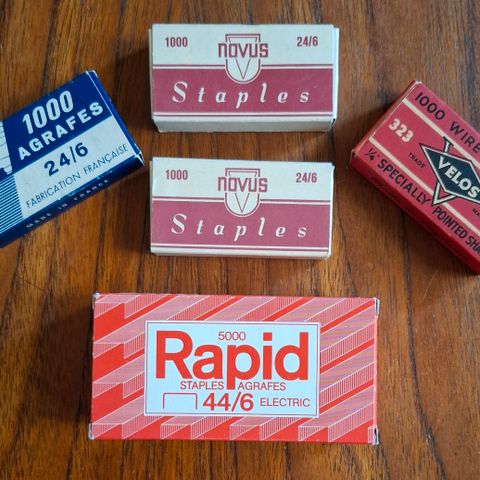 1000
AGRAFES
24/6
FABRICATION FRANÇAISE
MADE IN FRANCE
1000 NOVUS 24/6
Staples
1000 NOVUS 24/6
Staples
1000 WIRE
323
TRADE
VELOS
1/4 SPECIALLY POINTED
5000
Rapid
STAPLES AGRAFES
44/6 ELECTRIC